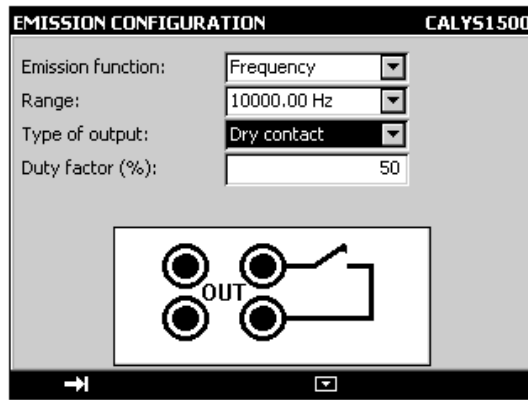 EMISSION CONFIGURATION CALYS1500
Emission function: Frequency
Range: 10000.00 Hz
Type of output: Dry contact
Duty factor (%): 50
OUT